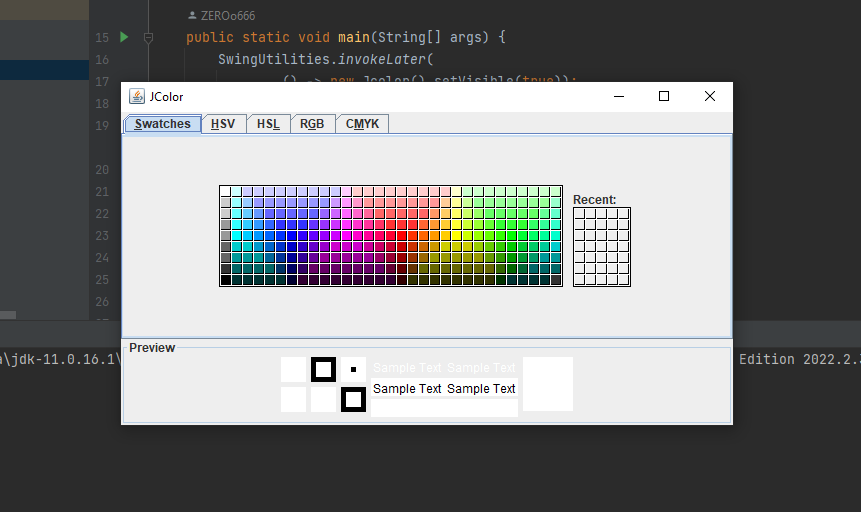 ZEROo666
15 public static void main(String[] args) {
16 SwingUtilities.invokeLater(
17 () -> new Jcolor().setVisible(true));
18
JColor
19
Swatches HSV HSL RGB CMYK
20
21
Recent:
22
23
24
25
26
Preview
a\jdk-11.0.16.1\
Edition 2022.2.3
Sample Text Sample Text
Sample Text Sample Text